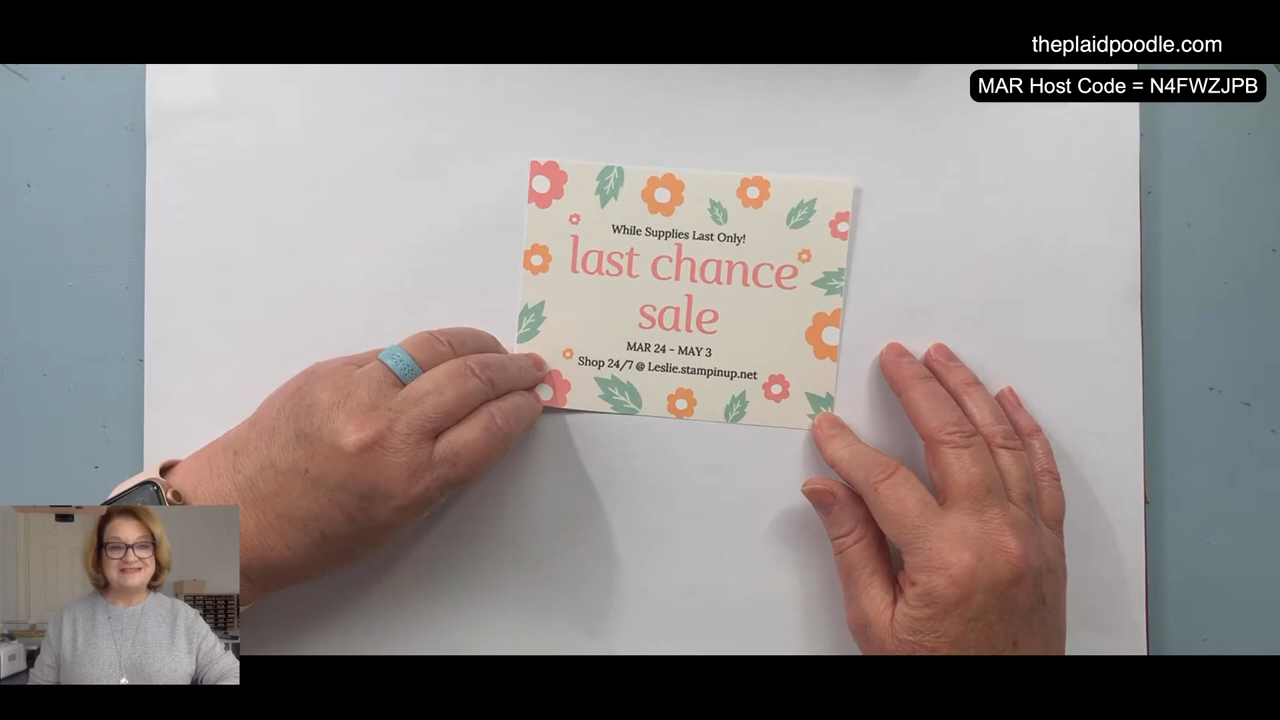 theplaidpoodle.com
MAR Host Code = N4FWZJPB
While Supplies Last Only!
last chance
sale
MAR 24 - MAY 3
Shop 24/7 @ Leslie.stampinup.net